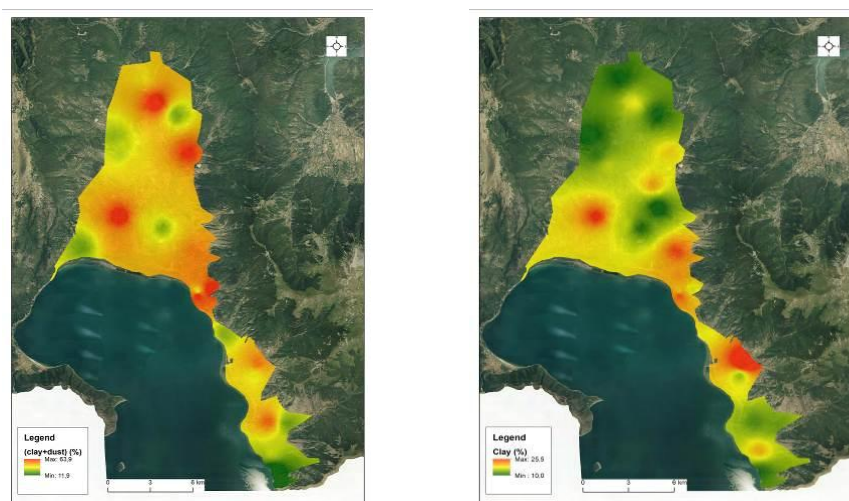 Legend
(clay+dust) (%)
Max: 63,9
Min: 11,9
0 3 6 km
Legend
Clay (%)
Max: 25,5
Min : 10,0
0 3 6 km